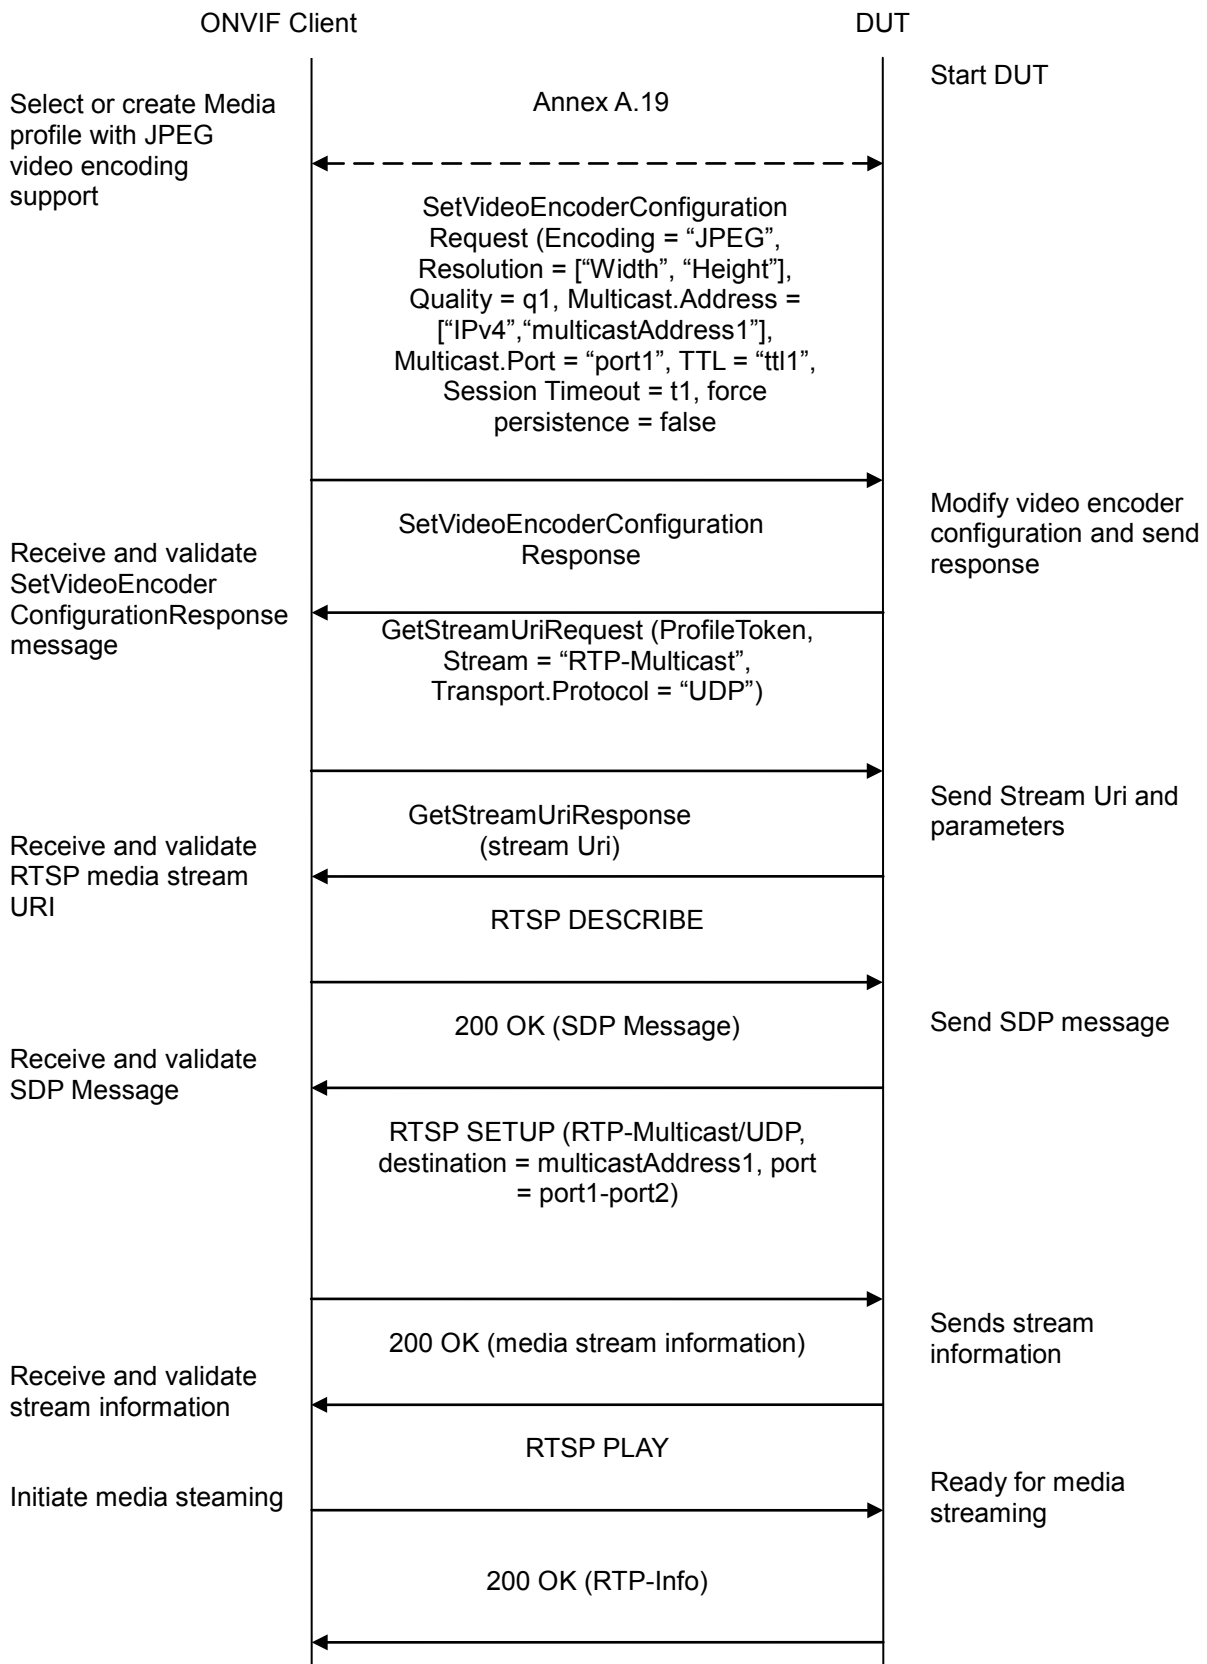 ONVIF Client
DUT
Start DUT
Select or create Media
profile with JPEG
video encoding
support
Annex A.19
SetVideoEncoderConfiguration
Request (Encoding = “JPEG”,
Resolution = [“Width”, “Height”],
Quality = q1, Multicast.Address =
[“IPv4”,“multicastAddress1”],
Multicast.Port = “port1”, TTL = “ttl1”,
Session Timeout = t1, force
persistence = false
Modify video encoder
configuration and send
response
SetVideoEncoderConfiguration
Response
Receive and validate
SetVideoEncoder
ConfigurationResponse
message
GetStreamUriRequest (ProfileToken,
Stream = “RTP-Multicast”,
Transport.Protocol = “UDP”)
Send Stream Uri and
parameters
GetStreamUriResponse
(stream Uri)
Receive and validate
RTSP media stream
URI
RTSP DESCRIBE
Send SDP message
200 OK (SDP Message)
Receive and validate
SDP Message
RTSP SETUP (RTP-Multicast/UDP,
destination = multicastAddress1, port
= port1-port2)
Sends stream
information
200 OK (media stream information)
Receive and validate
stream information
RTSP PLAY
Initiate media steaming
Ready for media
streaming
200 OK (RTP-Info)